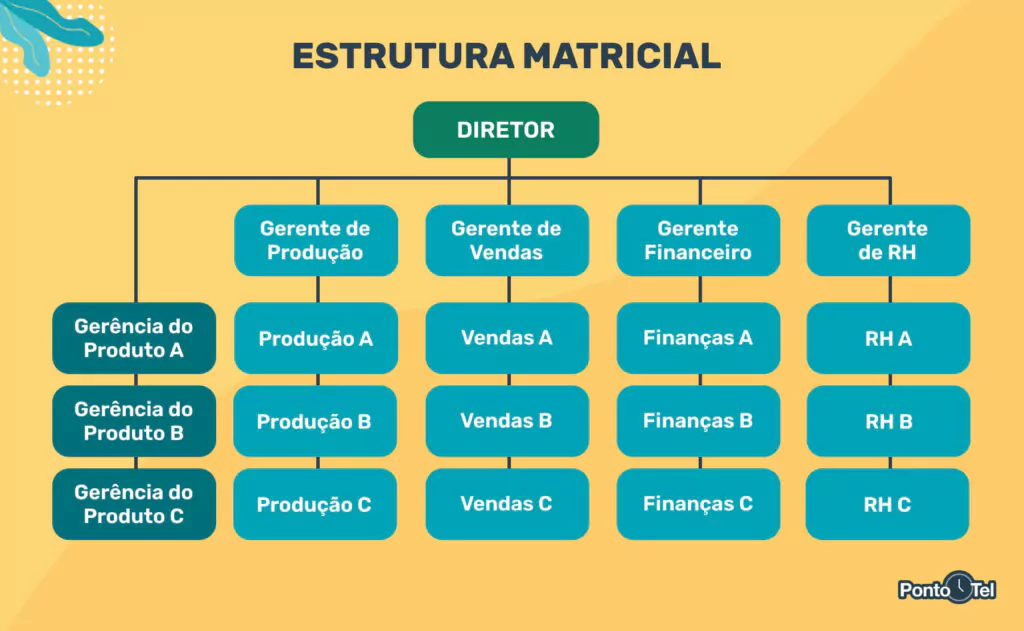 ESTRUTURA MATRICIAL
DIRETOR
Gerente de
Produção
Gerente de
Vendas
Gerente
Financeiro
Gerente
de RH
Gerência do
Produto A
Produção A
Vendas A
Finanças A
RH A
Gerência do
Produto B
Produção B
Vendas B
Finanças B
RH B
Gerência do
Produto C
Produção C
Vendas C
Finanças C
RH C
PontoTel